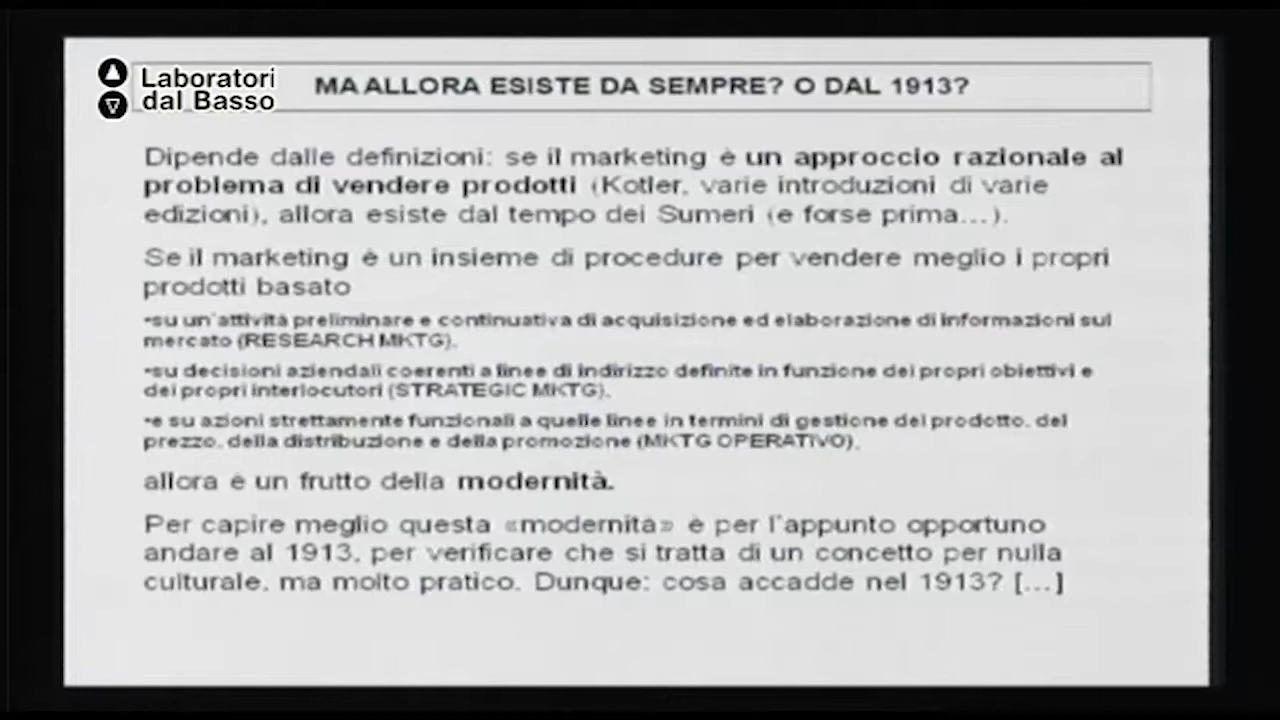 Laboratori
dal Basso
MA ALLORA ESISTE DA SEMPRE? O DAL 1913?
Dipende dalle definizioni: se il marketing è un approccio razionale al
problema di vendere prodotti (Kotler, varie introduzioni di varie
edizioni), allora esiste dal tempo dei Sumeri (e forse prima...).
Se il marketing è un insieme di procedure per vendere meglio i propri
prodotti basato
•su un'attività preliminare e continuativa di acquisizione ed elaborazione di informazioni sul
mercato (RESEARCH MKTG),
•su decisioni aziendali coerenti a linee di indirizzo definite in funzione dei propri obiettivi e
dei propri interlocutori (STRATEGIC MKTG),
•e su azioni strettamente funzionali a quelle linee in termini di gestione del prodotto, del
prezzo, della distribuzione e della promozione (MKTG OPERATIVO),
allora è un frutto della modernità.
Per capire meglio questa «modernità» è per l'appunto opportuno
andare al 1913, per verificare che si tratta di un concetto per nulla
culturale, ma molto pratico. Dunque: cosa accadde nel 1913? [...]